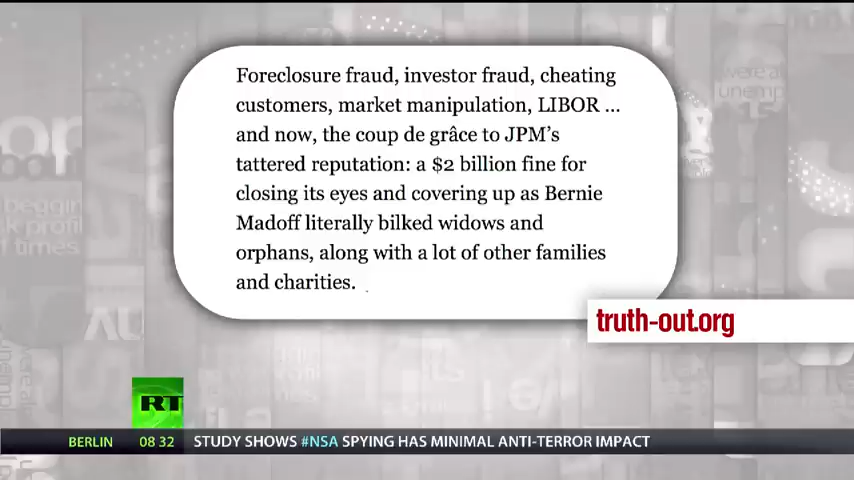 Foreclosure fraud, investor fraud, cheating
customers, market manipulation, LIBOR ...
and now, the coup de grâce to JPM's
tattered reputation: a $2 billion fine for
closing its eyes and covering up as Bernie
Madoff literally bilked widows and
orphans, along with a lot of other families
and charities.
truth-out.org
RT
BERLIN 08 32 STUDY SHOWS #NSA SPYING HAS MINIMAL ANTI-TERROR IMPACT